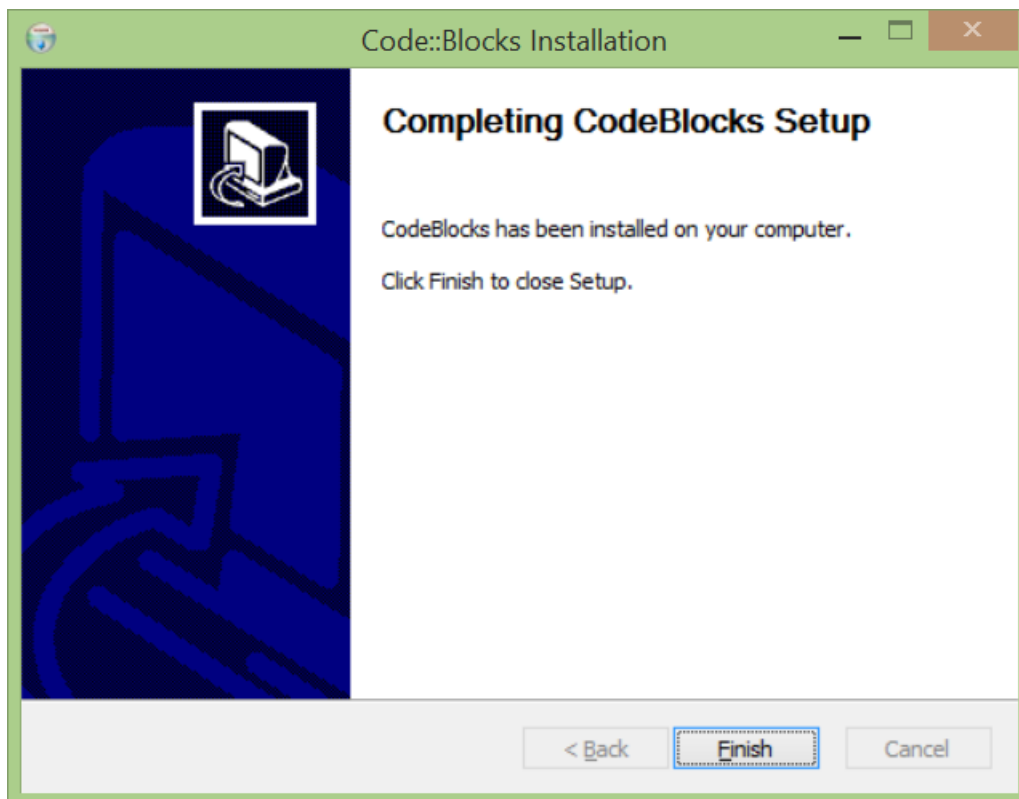 Code::Blocks Installation
Completing CodeBlocks Setup
CodeBlocks has been installed on your computer.
Click Finish to close Setup.
< Back
Finish
Cancel